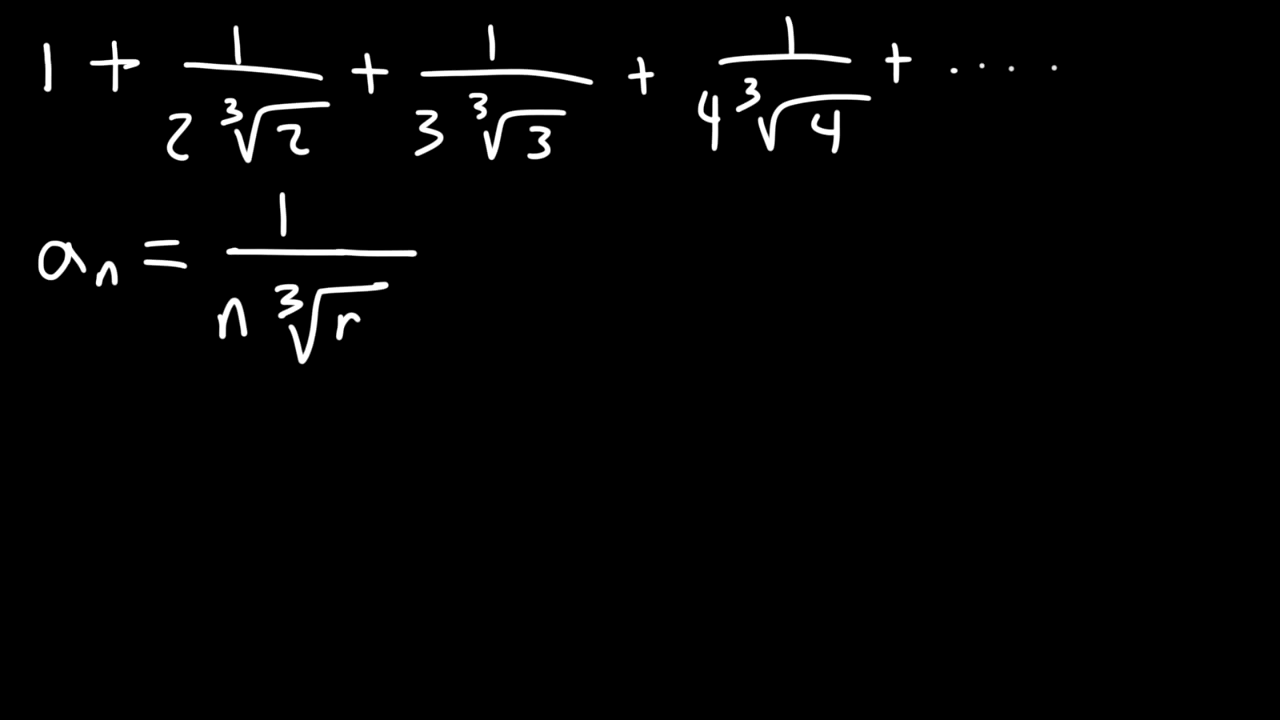 1 + 1/(2 ∛2) + 1/(3 ∛3) + 1/(4 ∛4) + ....
aₙ = 1/(n ∛r)